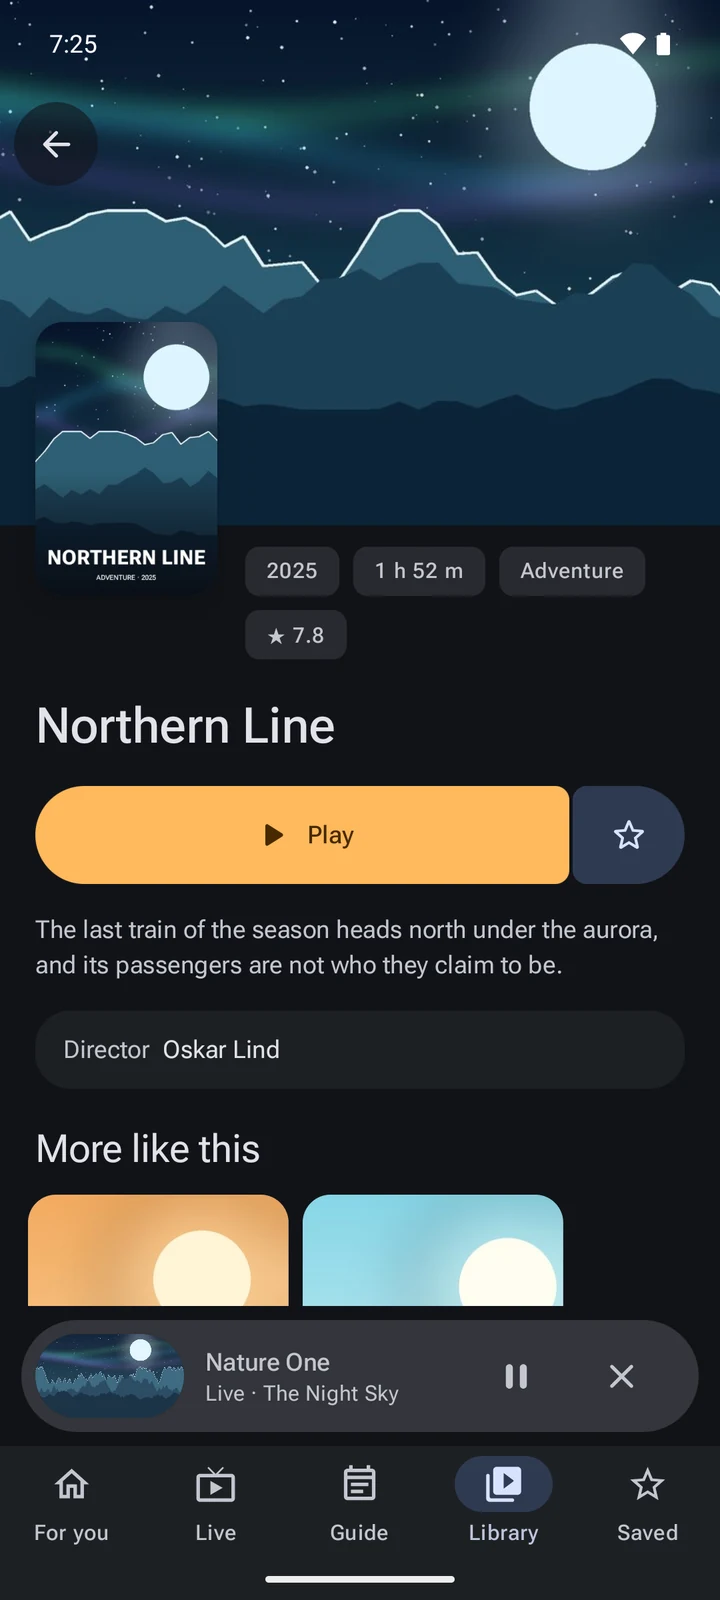 7:25
NORTHERN LINE
ADVENTURE · 2025
2025
1 h 52 m
Adventure
★ 7.8
Northern Line
Play
The last train of the season heads north under the aurora,
and its passengers are not who they claim to be.
Director Oskar Lind
More like this
Nature One
Live · The Night Sky
For you
Live
Guide
Library
Saved